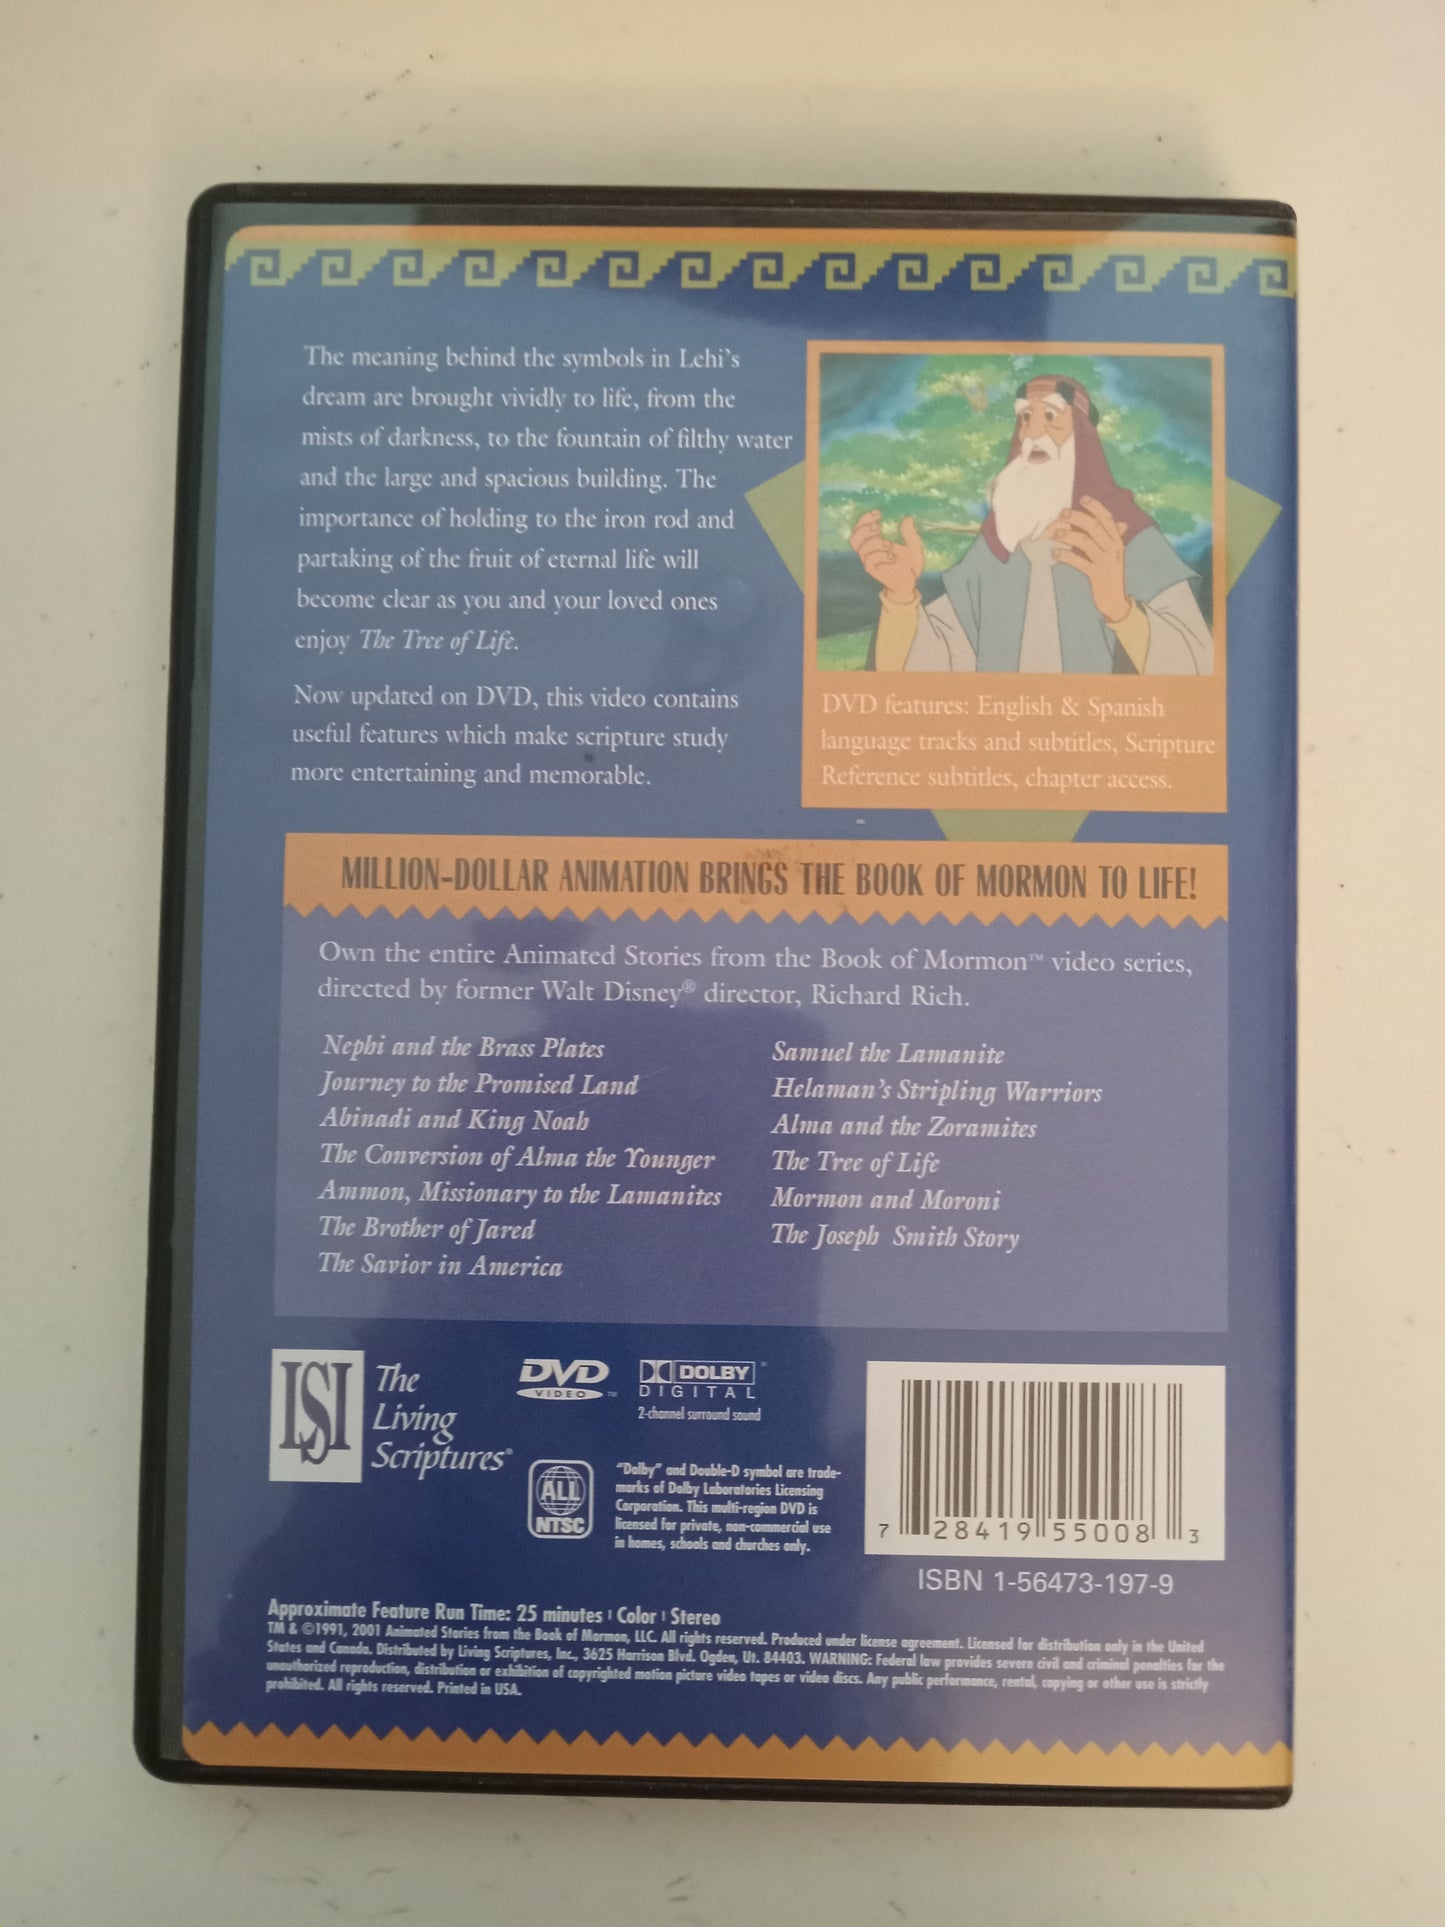 The meaning behind the symbols in Lehi's
dream are brought vividly to life, from the
mists of darkness, to the fountain of filthy water
and the large and spacious building. The
importance of holding to the iron rod and
partaking of the fruit of eternal life will
become clear as you and your loved ones
enjoy The Tree of Life.
Now updated on DVD, this video contains
useful features which make scripture study
more entertaining and memorable.
DVD features: English & Spanish
language tracks and subtitles, Scripture
Reference subtitles, chapter access.
MILLION-DOLLAR ANIMATION BRINGS THE BOOK OF MORMON TO LIFE!
Own the entire Animated Stories from the Book of Mormon™ video series,
directed by former Walt Disney® director, Richard Rich.
Nephi and the Brass Plates
Journey to the Promised Land
Abinadi and King Noah
The Conversion of Alma the Younger
Ammon, Missionary to the Lamanites
The Brother of Jared
The Savior in America
Samuel the Lamanite
Helaman's Stripling Warriors
Alma and the Zoramites
The Tree of Life
Mormon and Moroni
The Joseph Smith Story
LSI
The
Living
Scriptures®
DVD
VIDEO™
DOLBY®
DIGITAL
2-channel surround sound
ALL
NTSC
"Dolby" and Double-D symbol are trade-
marks of Dolby Laboratories Licensing
Corporation. This multi-region DVD is
licensed for private, non-commercial use
in homes, schools and churches only.
7 28419 55008 3
ISBN 1-56473-197-9
Approximate Feature Run Time: 25 minutes | Color | Stereo
TM & ©1991, 2001 Animated Stories from the Book of Mormon, LLC. All rights reserved. Produced under license agreement. Licensed for distribution only in the United
States and Canada. Distributed by Living Scriptures, Inc., 3625 Harrison Blvd. Ogden, Ut. 84403. WARNING: Federal law provides severe civil and criminal penalties for the
unauthorized reproduction, distribution or exhibition of copyrighted motion picture video tapes or video discs. Any public performance, rental, copying or other use is strictly
prohibited. All rights reserved. Printed in USA.